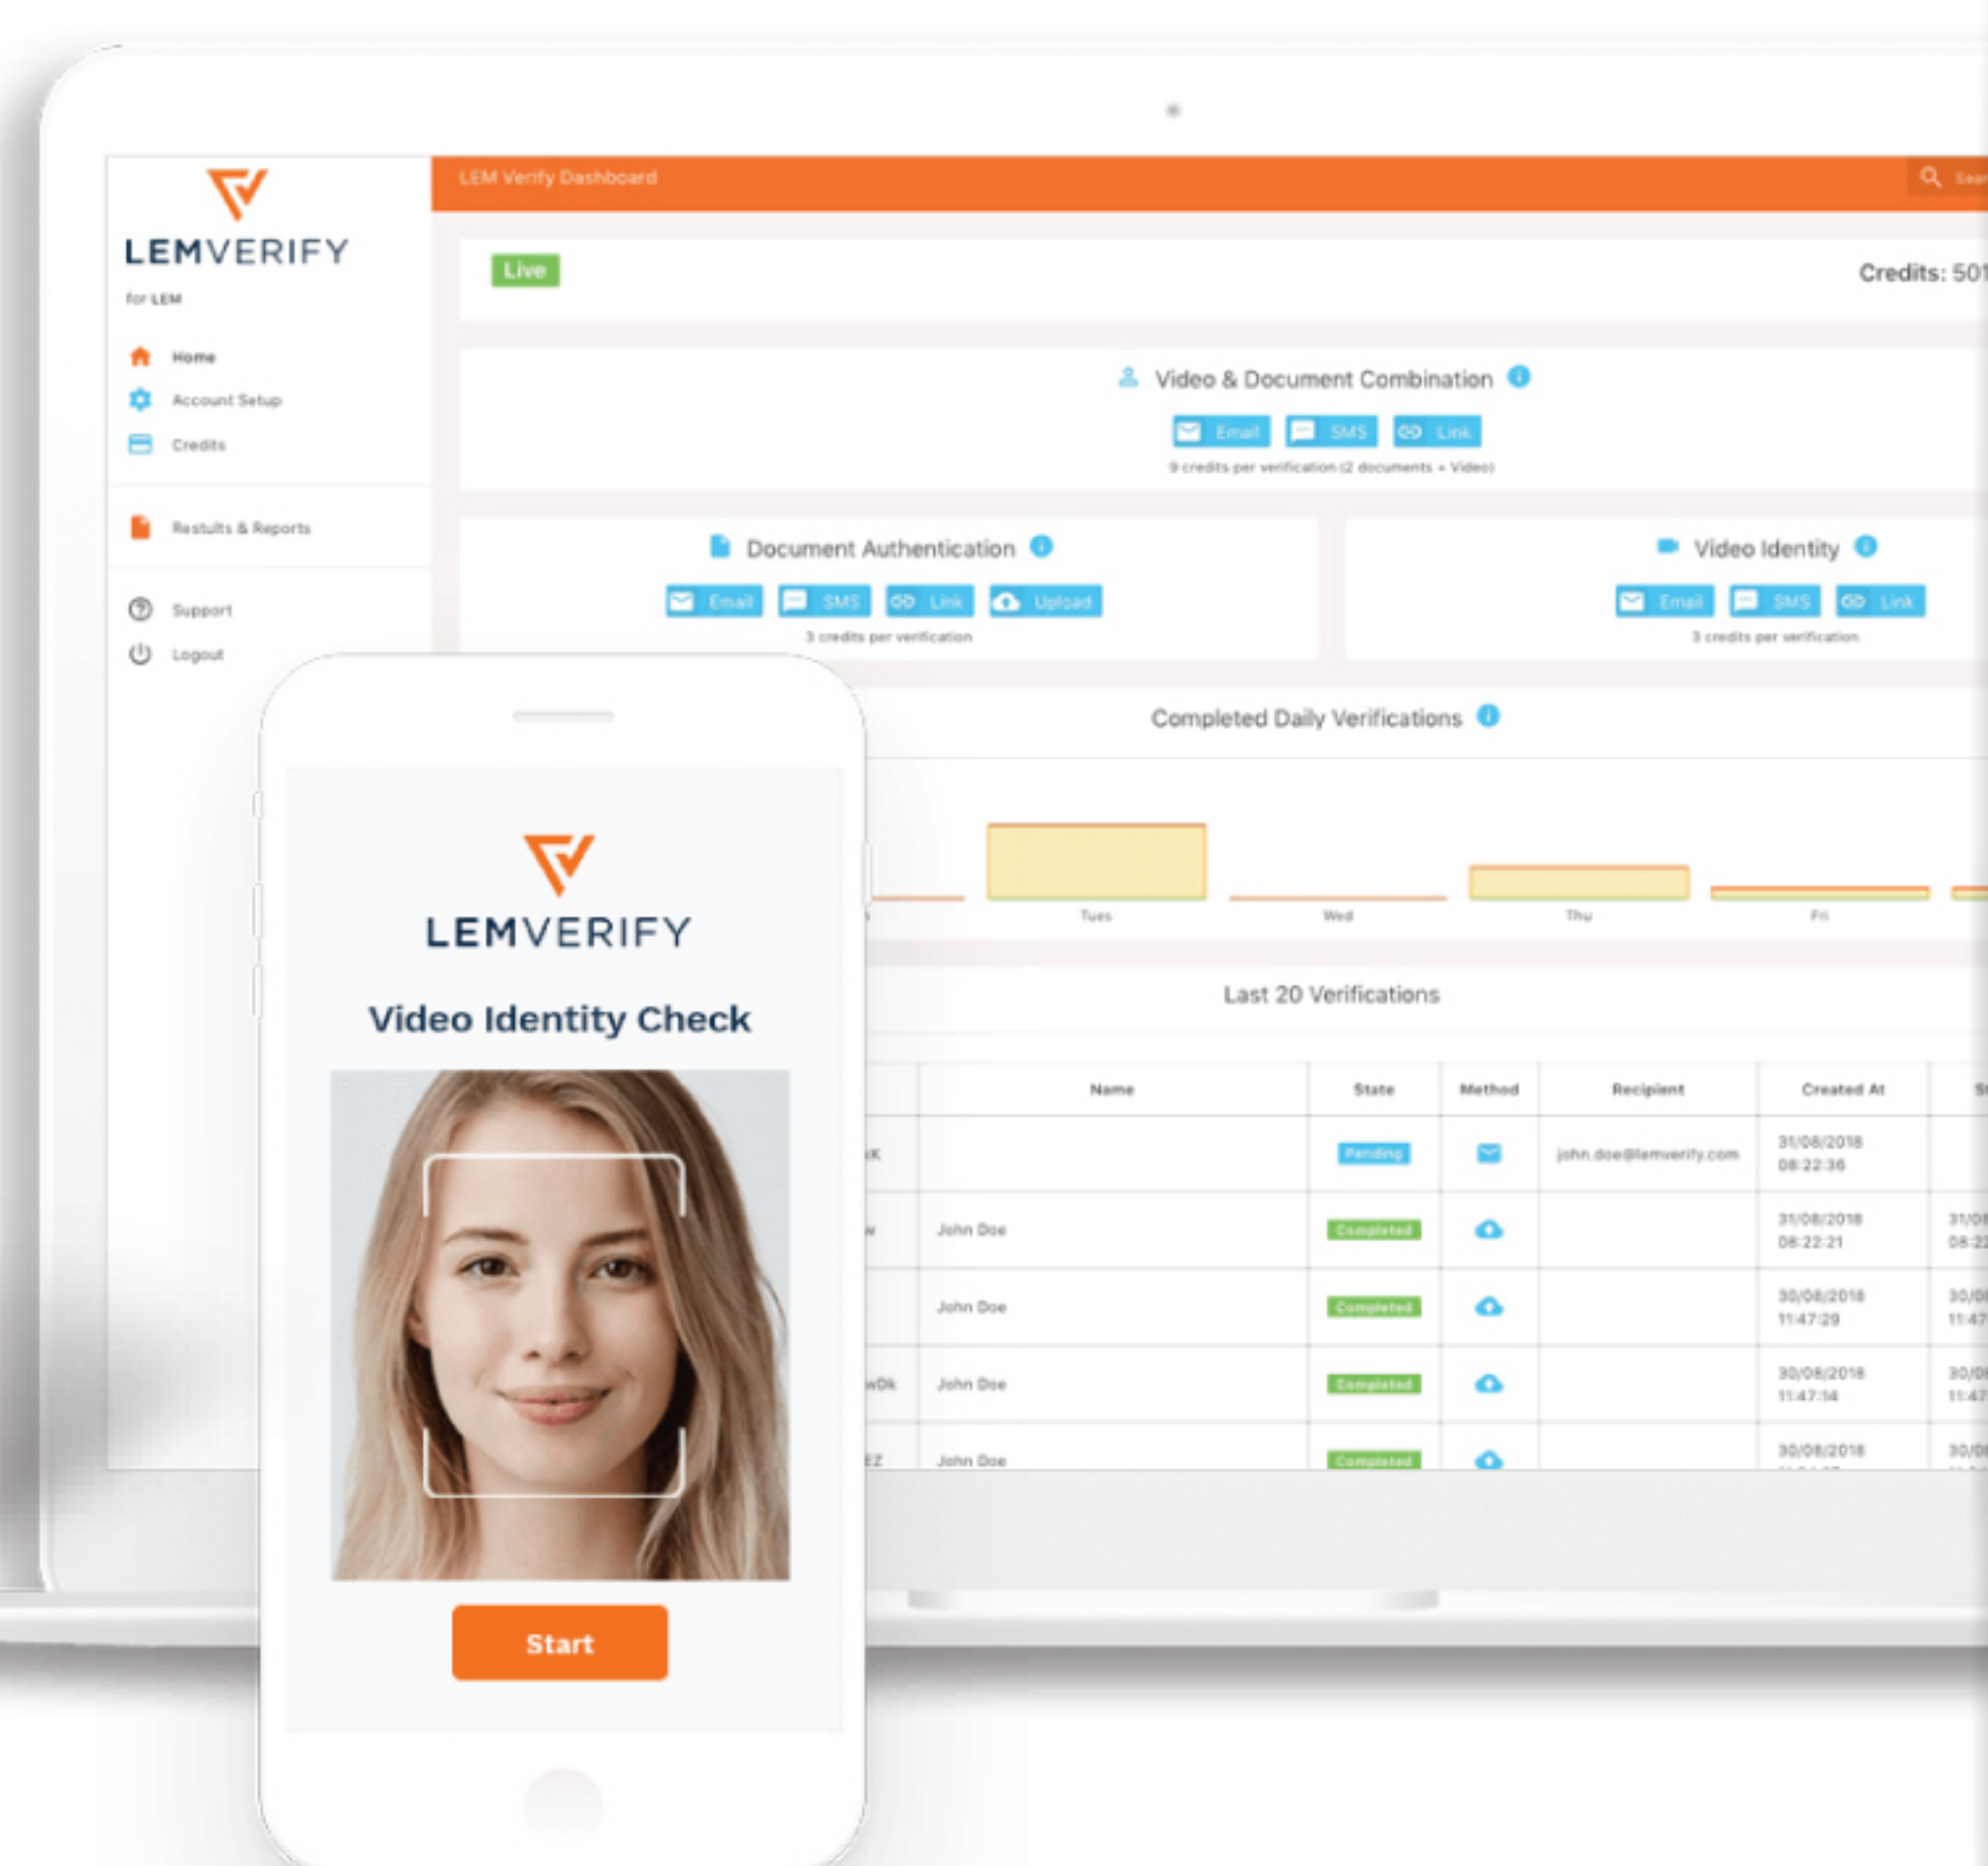 LEMVERIFY
for LEM
Home
Account Setup
Credits
Restults & Reports
Support
Logout
LEM Verify Dashboard
Live
Credits: 501
Video & Document Combination
Email SMS Link
9 credits per verification (2 documents + Video)
Document Authentication
Email SMS Link Upload
3 credits per verification
Video Identity
Email SMS Link
3 credits per verification
Completed Daily Verifications
Tues Wed Thu Fri
Last 20 Verifications
Name State Method Recipient Created At
Pending john.doe@lemverify.com 31/08/2018
08:22:36
John Doe Completed 31/08/2018
08:22:21
John Doe Completed 30/08/2018
11:47:29
wDk John Doe Completed 30/08/2018
11:47:14
EZ John Doe Completed 30/08/2018
LEMVERIFY
Video Identity Check
Start